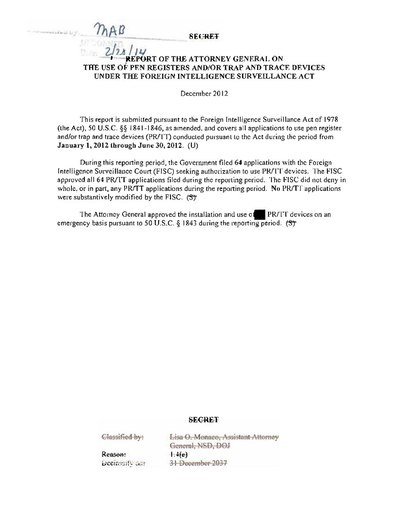 MAB
SECRET
2/28/14
REPORT OF THE ATTORNEY GENERAL ON
THE USE OF PEN REGISTERS AND/OR TRAP AND TRACE DEVICES
UNDER THE FOREIGN INTELLIGENCE SURVEILLANCE ACT
December 2012
This report is submitted pursuant to the Foreign Intelligence Surveillance Act of 1978
(the Act), 50 U.S.C. §§ 1841-1846, as amended, and covers all applications to use pen register
and/or trap and trace devices (PR/TT) conducted pursuant to the Act during the period from
January 1, 2012 through June 30, 2012. (U)
During this reporting period, the Government filed 64 applications with the Foreign
Intelligence Surveillance Court (FISC) seeking authorization to use PR/TT devices. The FISC
approved all 64 PR/TT applications filed during the reporting period. The FISC did not deny in
whole, or in part, any PR/TT applications during the reporting period. No PR/TT applications
were substantively modified by the FISC. (S)
The Attorney General approved the installation and use of PR/TT devices on an
emergency basis pursuant to 50 U.S.C. § 1843 during the reporting period. (S)
SECRET
Classified by: Lisa O. Monaco, Assistant Attorney
General, NSD, DOJ
Reason: 1.4(c)
Declassify on: 31 December 2037